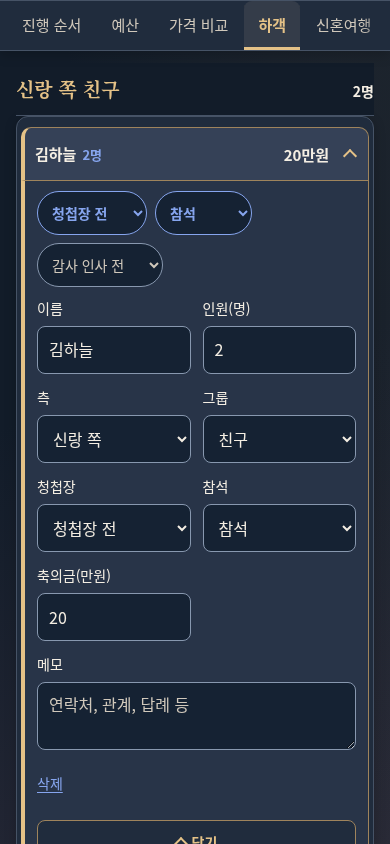 진행 순서 예산 가격 비교 하객 신혼여행
신랑 쪽 친구 2명
김하늘 2명 20만원
청첩장 전 참석
감사 인사 전
이름 인원(명)
김하늘 2
측 그룹
신랑 쪽 친구
청첩장 참석
청첩장 전 참석
축의금(만원)
20
메모
연락처, 관계, 답례 등
삭제
닫기